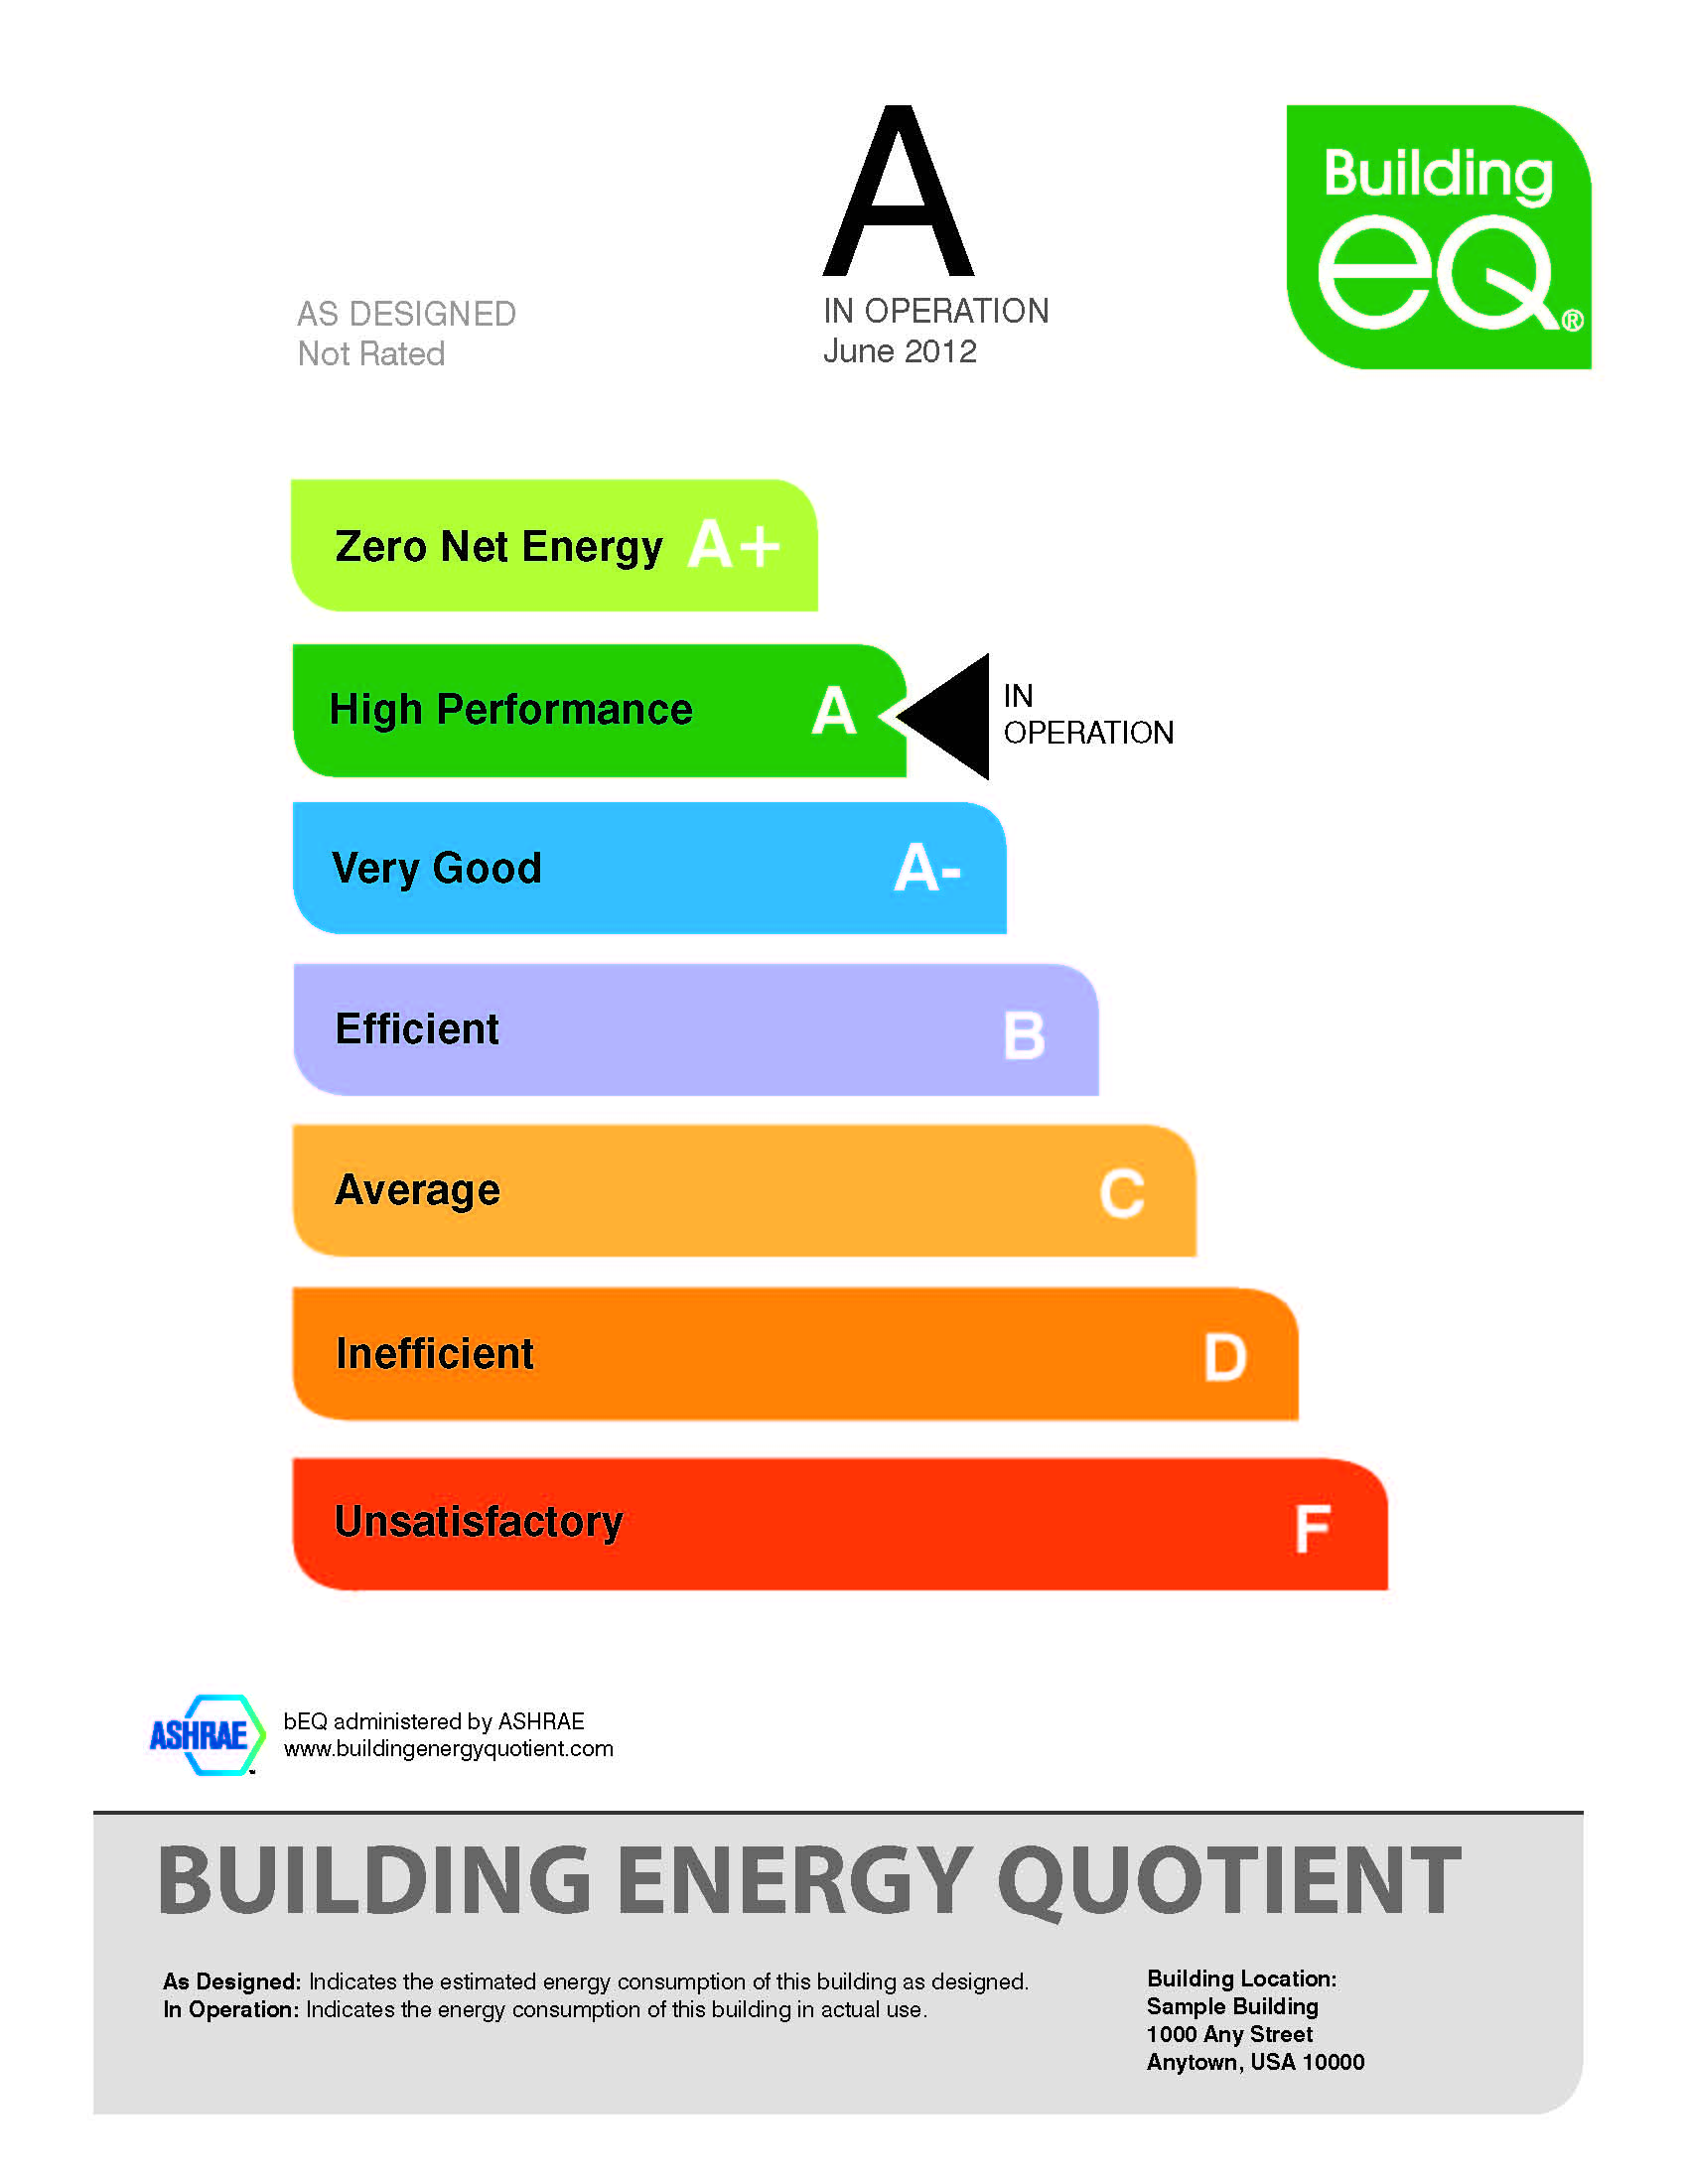 A
Building
eQ®
AS DESIGNED
Not Rated
IN OPERATION
June 2012
Zero Net Energy A+
High Performance A
IN
OPERATION
Very Good A-
Efficient B
Average C
Inefficient D
Unsatisfactory F
ASHRAE™
bEQ administered by ASHRAE
www.buildingenergyquotient.com
BUILDING ENERGY QUOTIENT
As Designed: Indicates the estimated energy consumption of this building as designed.
In Operation: Indicates the energy consumption of this building in actual use.
Building Location:
Sample Building
1000 Any Street
Anytown, USA 10000